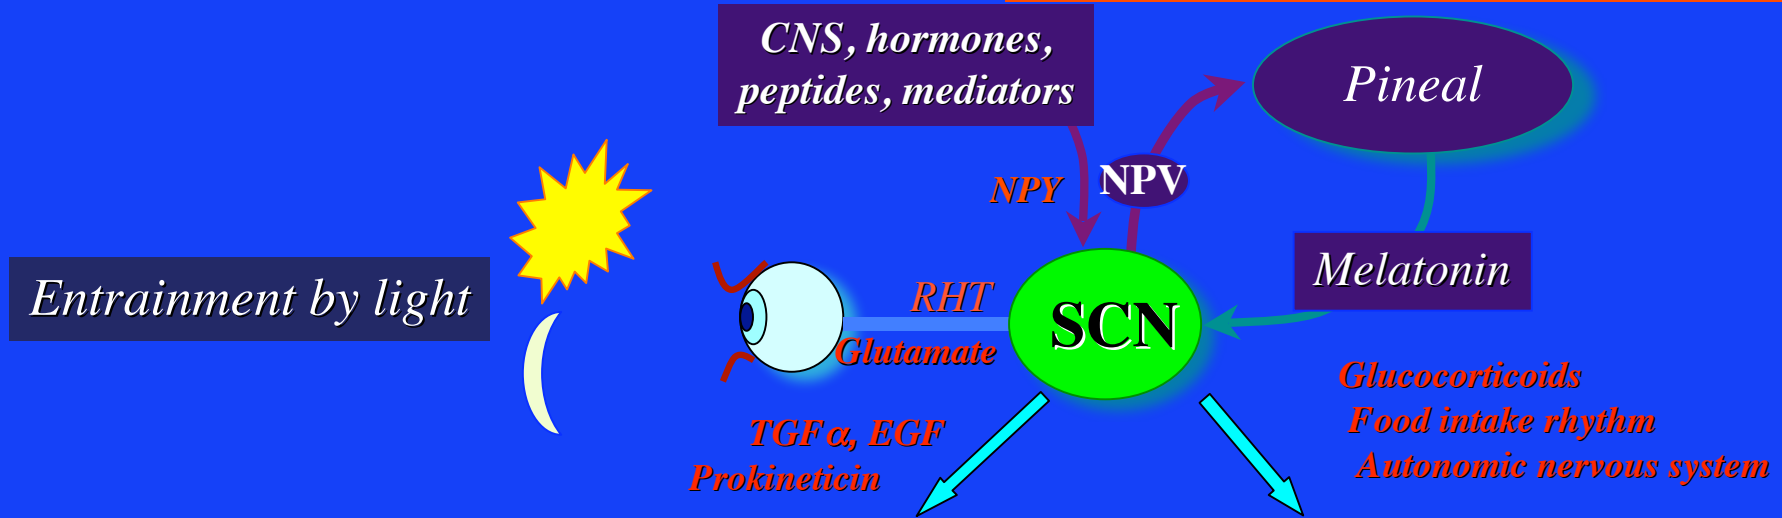 CNS, hormones,
peptides, mediators
Pineal
NPY
NPV
Entrainment by light
RHT
Glutamate
SCN
Melatonin
TGFα, EGF
Prokineticin
Glucocorticoids
Food intake rhythm
Autonomic nervous system